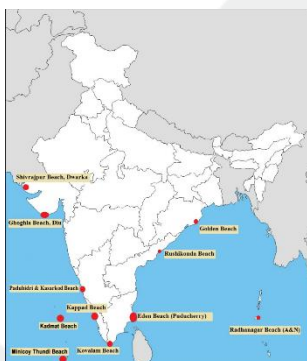 Shivrajpur Beach, Dwarka
Ghoghla Beach, Diu
Golden Beach
Rushikonda Beach
Padubidri & Kasarkod Beach
Kappad Beach
Kadmat Beach
Eden Beach (Puducherry)
Radhanagar Beach (A&N)
Minicoy Thundi Beach
Kovalam Beach